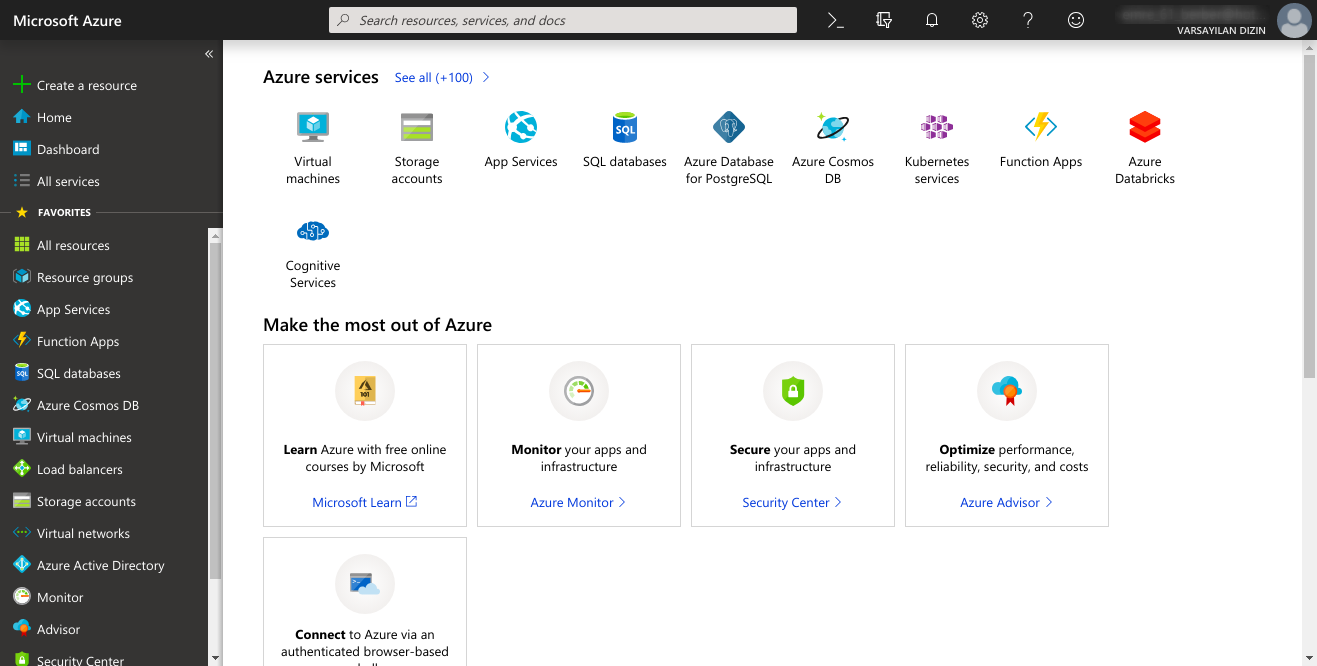 Microsoft Azure
Search resources, services, and docs
VARSAYILAN DIZIN
Create a resource
Home
Dashboard
All services
FAVORITES
All resources
Resource groups
App Services
Function Apps
SQL databases
Azure Cosmos DB
Virtual machines
Load balancers
Storage accounts
Virtual networks
Azure Active Directory
Monitor
Advisor
Security Center
Azure services See all (+100)
Virtual
machines
Storage
accounts
App Services
SQL
SQL databases
Azure Database
for PostgreSQL
Azure Cosmos
DB
Kubernetes
services
Function Apps
Azure
Databricks
Cognitive
Services
Make the most out of Azure
101
Learn Azure with free online
courses by Microsoft
Microsoft Learn
Monitor your apps and
infrastructure
Azure Monitor
Secure your apps and
infrastructure
Security Center
Optimize performance,
reliability, security, and costs
Azure Advisor
Connect to Azure via an
authenticated browser-based